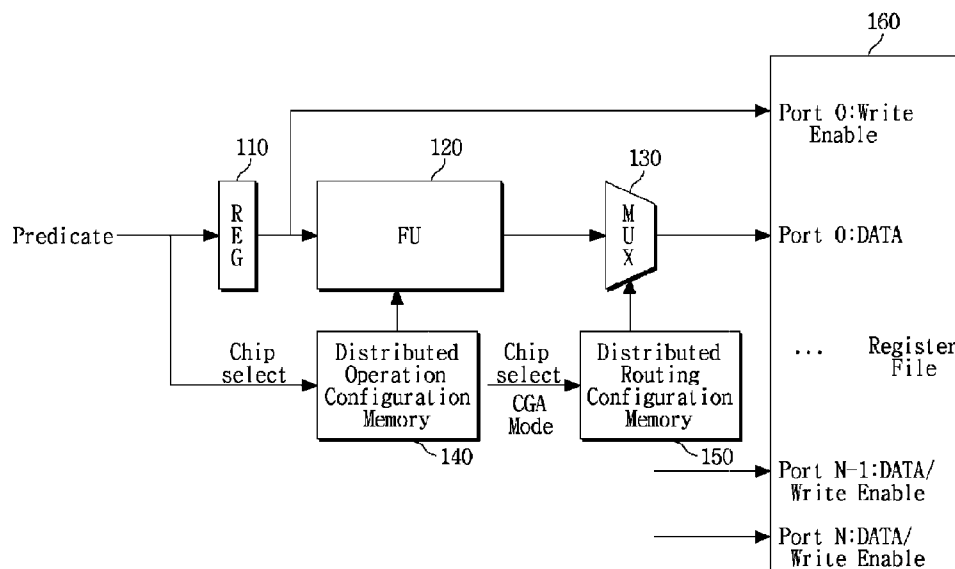 160
Port 0:Write
Enable
110
120
130
Predicate
REG
FU
MUX
Port 0:DATA
Chip
select
Distributed
Operation
Configuration
Memory
Chip
select
CGA
Mode
Distributed
Routing
Configuration
Memory
... Register
File
140
150
Port N-1:DATA/
Write Enable
Port N:DATA/
Write Enable